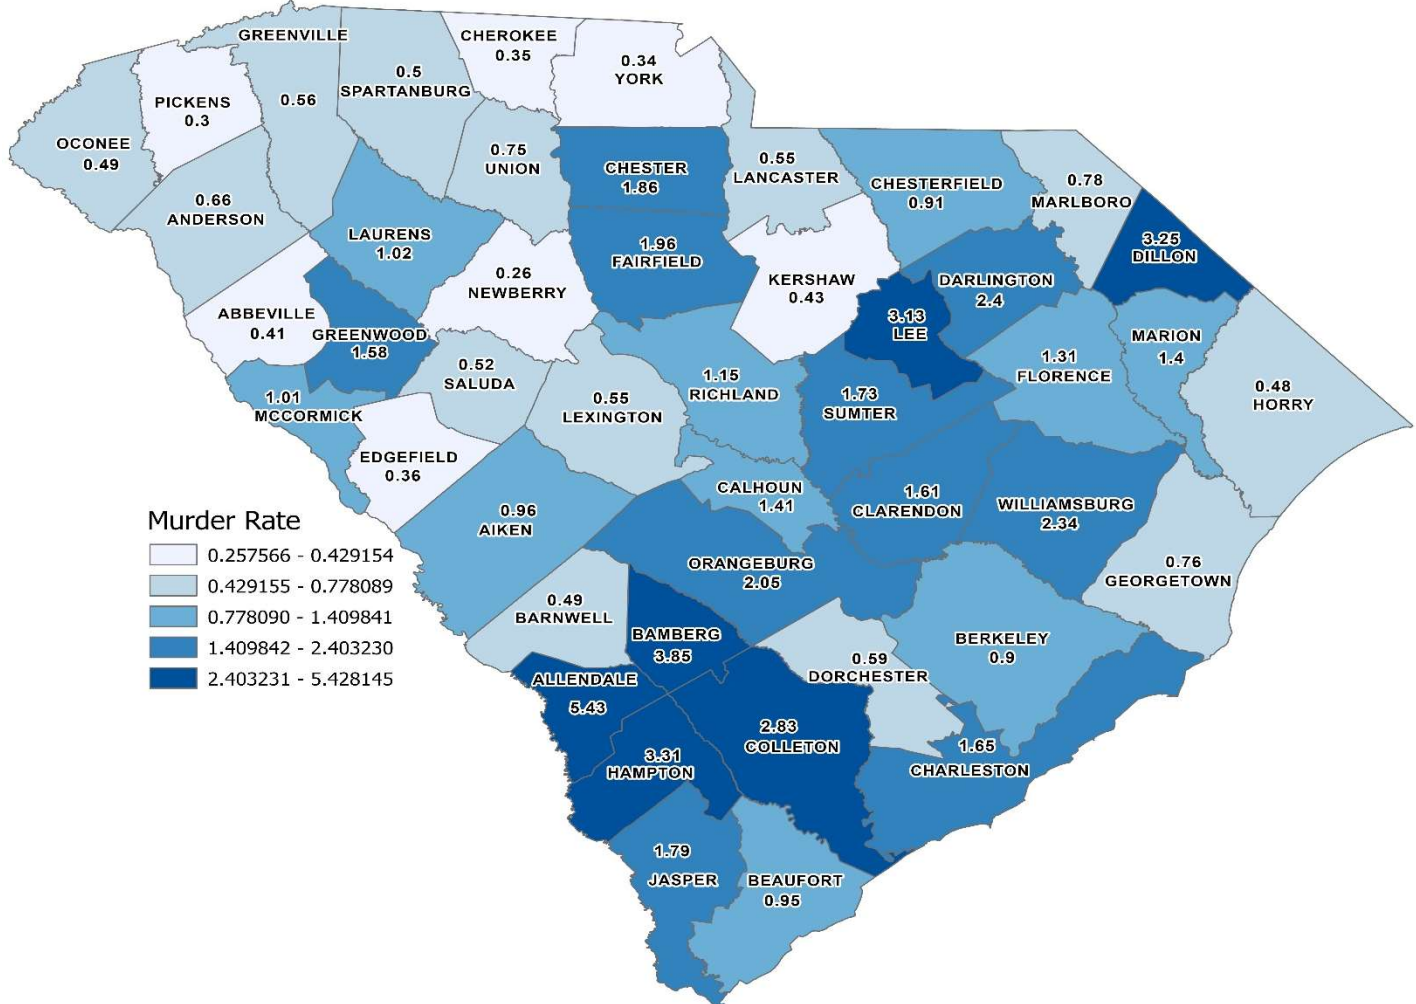 GREENVILLE
0.56
CHEROKEE
0.35
0.34
YORK
0.5
SPARTANBURG
PICKENS
0.3
OCONEE
0.49
0.75
UNION
CHESTER
1.86
0.55
LANCASTER
CHESTERFIELD
0.91
0.78
MARLBORO
0.66
ANDERSON
LAURENS
1.02
1.96
FAIRFIELD
3.25
DILLON
0.26
NEWBERRY
KERSHAW
0.43
DARLINGTON
2.4
ABBEVILLE
0.41
GREENWOOD
1.58
3.13
LEE
MARION
1.4
0.52
SALUDA
1.15
RICHLAND
1.31
FLORENCE
0.48
HORRY
1.01
MCCORMICK
0.55
LEXINGTON
1.73
SUMTER
EDGEFIELD
0.36
CALHOUN
1.41
1.61
CLARENDON
WILLIAMSBURG
2.34
0.96
AIKEN
ORANGEBURG
2.05
0.76
GEORGETOWN
Murder Rate
0.257566 - 0.429154
0.429155 - 0.778089
0.778090 - 1.409841
1.409842 - 2.403230
2.403231 - 5.428145
0.49
BARNWELL
BAMBERG
3.85
BERKELEY
0.9
0.59
DORCHESTER
ALLENDALE
5.43
2.83
COLLETON
3.31
HAMPTON
1.65
CHARLESTON
1.79
JASPER
BEAUFORT
0.95